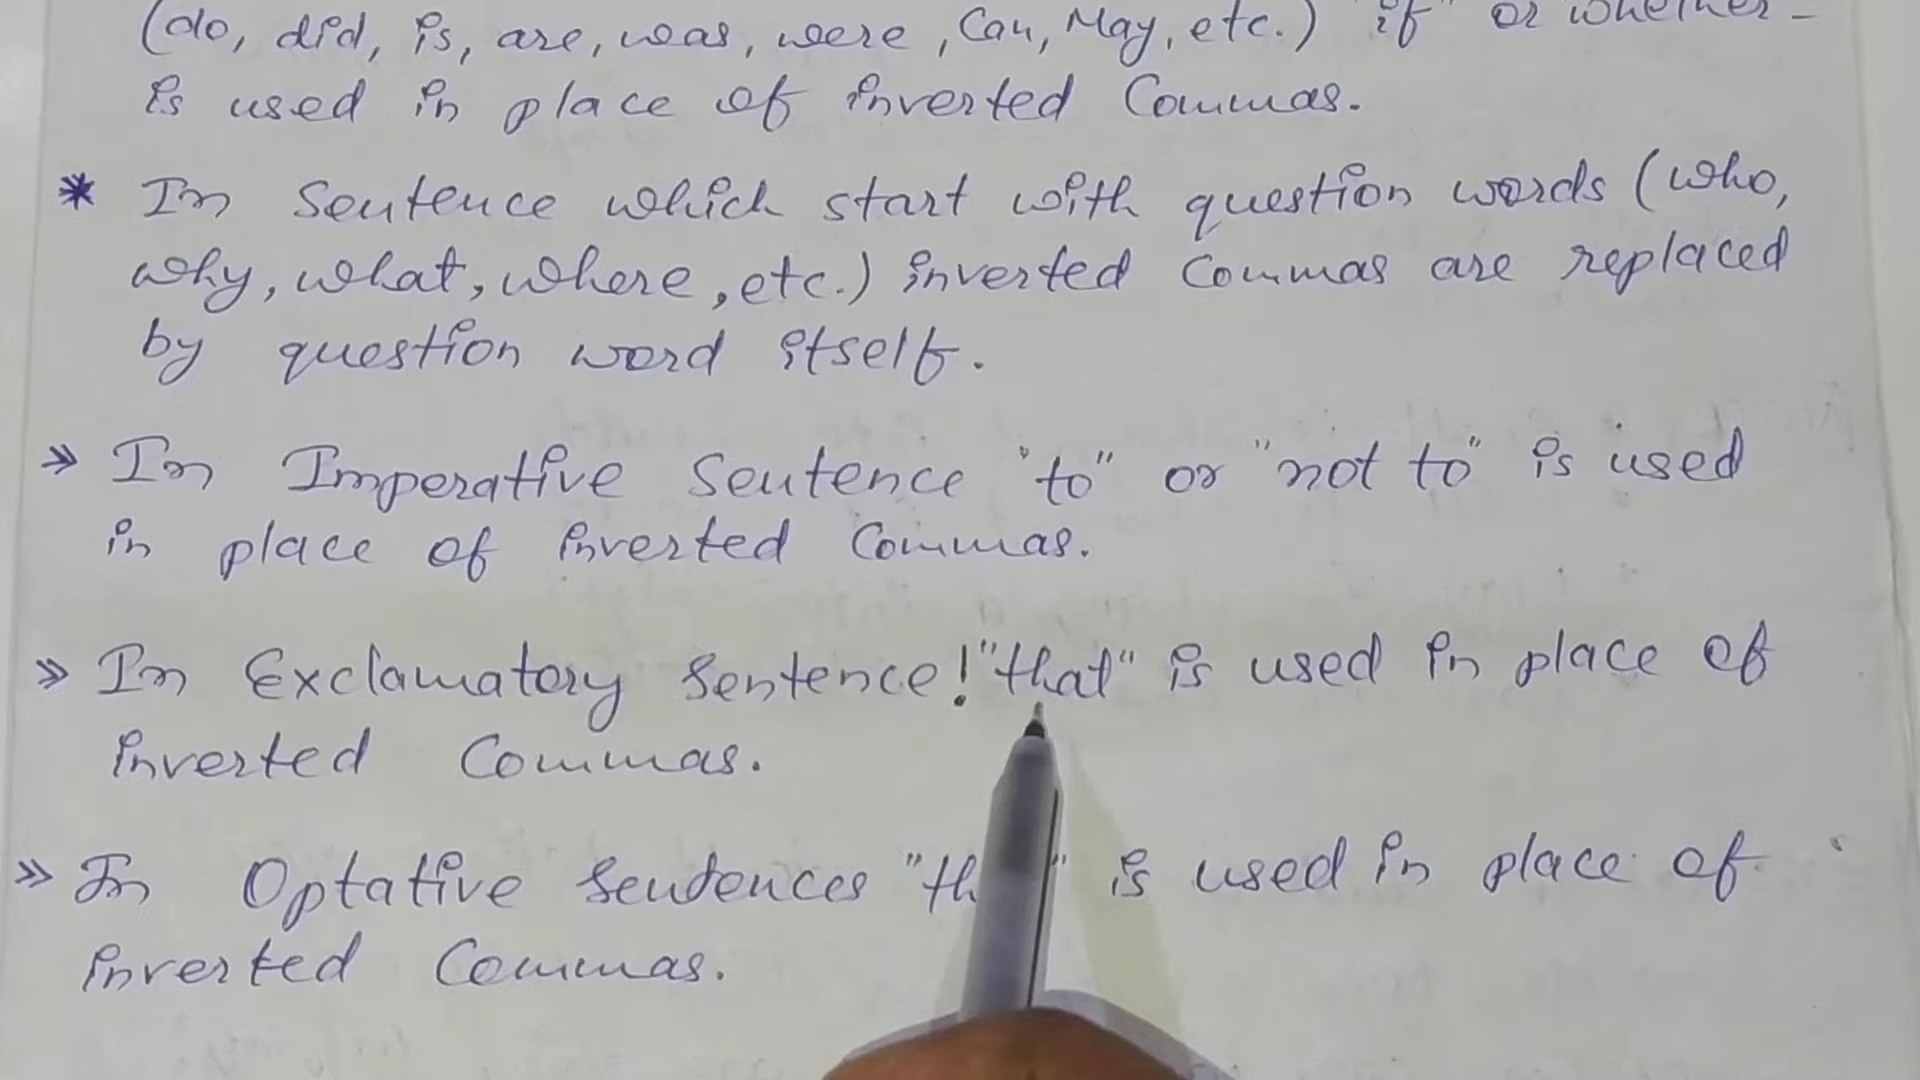 (do, did, is, are, was, were, Can, May, etc.) "if" or whether
is used in place of inverted Commas.
* In Sentence which start with question words (who,
why, what, where, etc.) inverted Commas are replaced
by question word itself.
» In Imperative Sentence "to" or "not to" is used
in place of inverted Commas.
» In Exclamatory Sentence! "that" is used in place of
inverted Commas.
» In Optative Sentences is used in place of
inverted Commas.